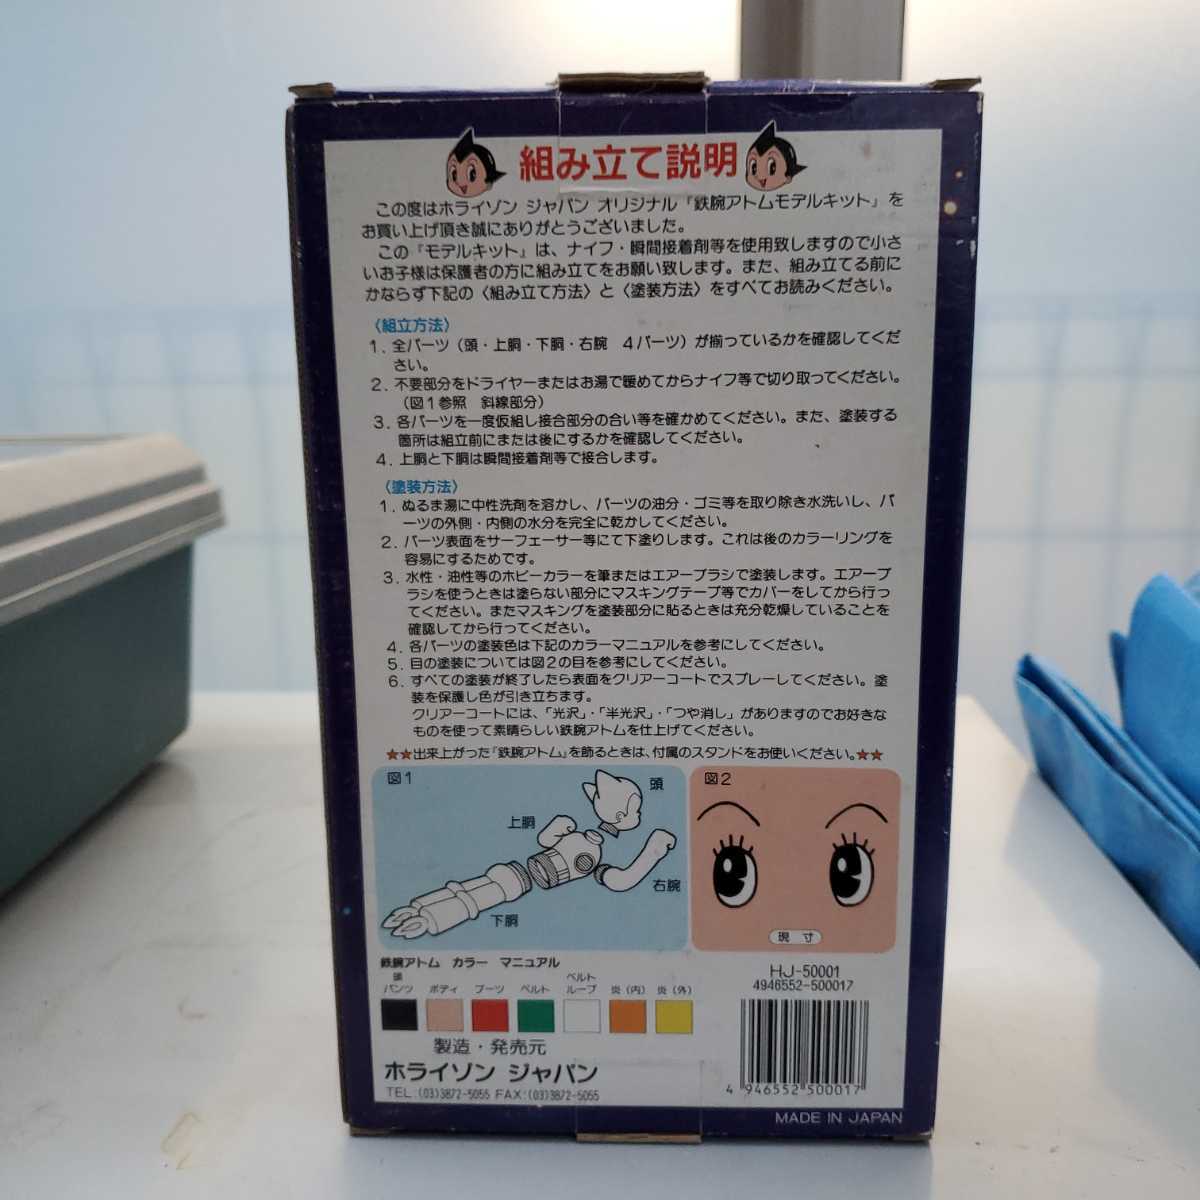 組み立て説明
この度はホライゾン ジャパン オリジナル『鉄腕アトムモデルキット』を
お買い上げ頂き誠にありがとうございました。
この『モデルキット』は、ナイフ・瞬間接着剤等を使用致しますので小さ
いお子様は保護者の方に組み立てをお願い致します。また、組み立てる前に
かならず下記の〈組み立て方法〉と〈塗装方法〉をすべてお読みください。
〈組立方法〉
1. 全パーツ（頭・上胴・下胴・右腕 4パーツ）が揃っているかを確認してくだ
さい。
2. 不要部分をドライヤーまたはお湯で暖めてからナイフ等で切り取ってください。
（図1参照 斜線部分）
3. 各パーツを一度仮組し接合部分の合い等を確かめてください。また、塗装する
箇所は組立前にまたは後にするかを確認してください。
4. 上胴と下胴は瞬間接着剤等で接合します。
〈塗装方法〉
1. ぬるま湯に中性洗剤を溶かし、パーツの油分・ゴミ等を取り除き水洗いし、パ
ーツの外側・内側の水分を完全に乾かしてください。
2. パーツ表面をサーフェーサー等にて下塗りします。これは後のカラーリングを
容易にするためです。
3. 水性・油性等のホビーカラーを筆またはエアーブラシで塗装します。エアーブ
ラシを使うときは塗らない部分にマスキングテープ等でカバーをしてから行っ
てください。またマスキングを塗装部分に貼るときは充分乾燥していることを
確認してから行ってください。
4. 各パーツの塗装色は下記のカラーマニュアルを参考にしてください。
5. 目の塗装については図2の目を参考にしてください。
6. すべての塗装が終了したら表面をクリアーコートでスプレーしてください。塗
装を保護し色が引き立ちます。
クリアーコートには、「光沢」・「半光沢」・「つや消し」がありますのでお好きな
ものを使って素晴らしい鉄腕アトムを仕上げてください。
★★出来上がった『鉄腕アトム』を飾るときは、付属のスタンドをお使いください。★★
図1
頭
上胴
右腕
下胴
図2
現 寸
鉄腕アトム カラー マニュアル
頭
パンツ ボディ ブーツ ベルト ベルト
ループ 炎（内） 炎（外）
製造・発売元
ホライゾン ジャパン
TEL:(03)3872-5055 FAX:(03)3872-5055
HJ-50001
4946552-500017
4 946552 500017
MADE IN JAPAN